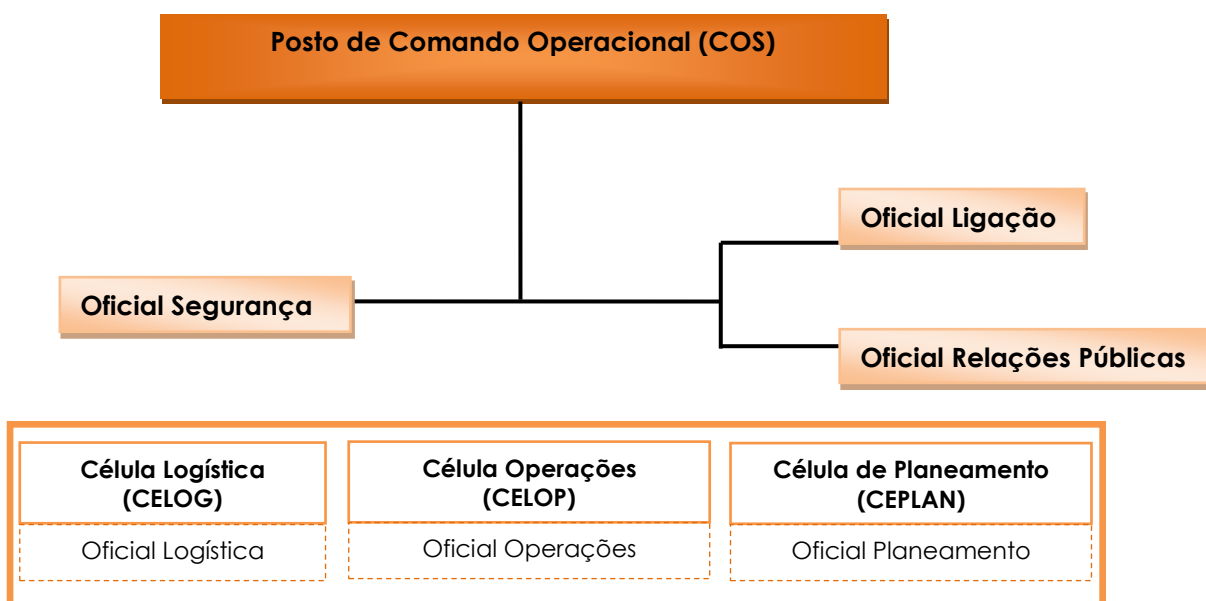 Posto de Comando Operacional (COS)
Oficial Ligação
Oficial Segurança
Oficial Relações Públicas
Célula Logística
(CELOG)
Oficial Logística
Célula Operações
(CELOP)
Oficial Operações
Célula de Planeamento
(CEPLAN)
Oficial Planeamento